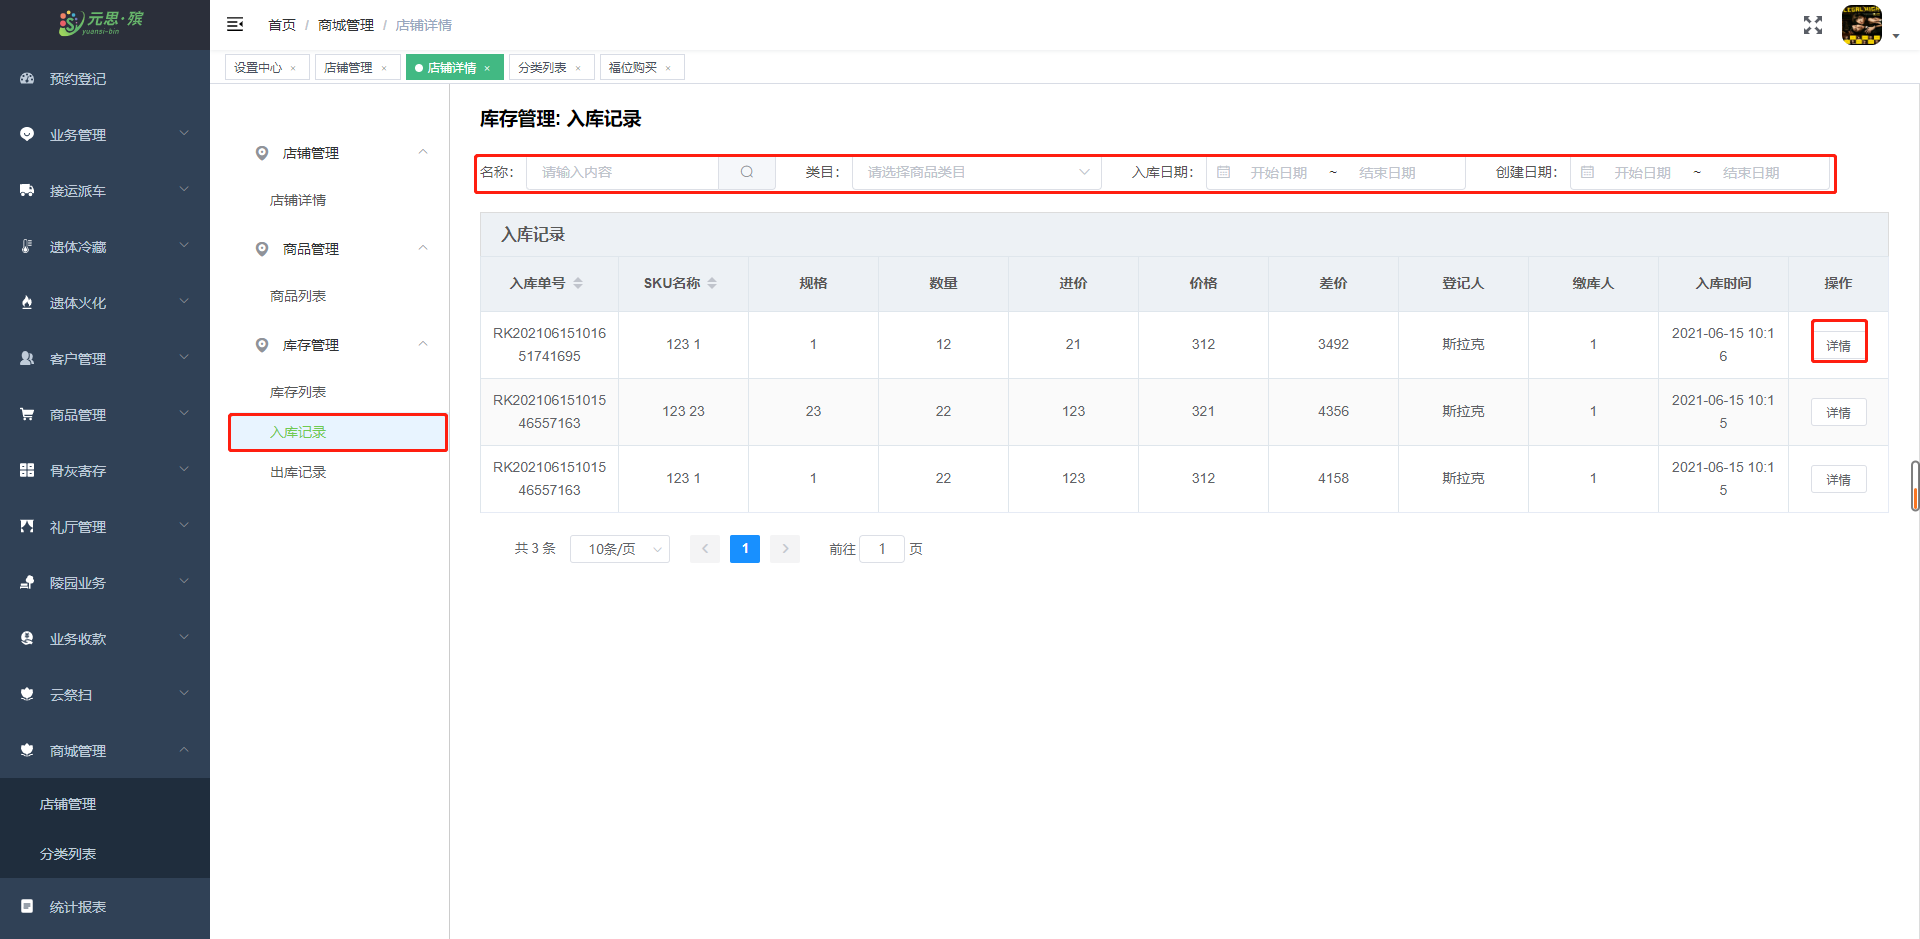 元思·殡
yuansi-bin
首页 / 商城管理 / 店铺详情
设置中心 × 店铺管理 × 店铺详情 × 分类列表 × 福位购买 ×
预约登记
业务管理
接运派车
遗体冷藏
遗体火化
客户管理
商品管理
骨灰寄存
礼厅管理
陵园业务
业务收款
云祭扫
商城管理
店铺管理
分类列表
统计报表
店铺管理
店铺详情
商品管理
商品列表
库存管理
库存列表
入库记录
出库记录
库存管理: 入库记录
名称: 请输入内容 类目: 请选择商品类目 入库日期: 开始日期 ~ 结束日期 创建日期: 开始日期 ~ 结束日期
入库记录
入库单号 SKU名称 规格 数量 进价 价格 差价 登记人 缴库人 入库时间 操作
RK20210615101651741695 123 1 1 12 21 312 3492 斯拉克 1 2021-06-15 10:16 详情
RK20210615101546557163 123 23 23 22 123 321 4356 斯拉克 1 2021-06-15 10:15 详情
RK20210615101546557163 123 1 1 22 123 312 4158 斯拉克 1 2021-06-15 10:15 详情
共 3 条 10条/页 1 前往 1 页